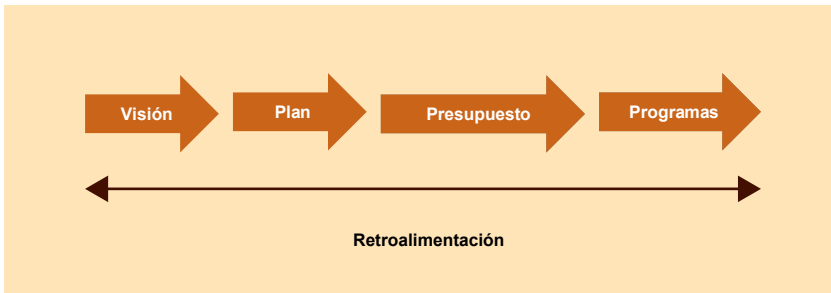 Visión
Plan
Presupuesto
Programas
Retroalimentación